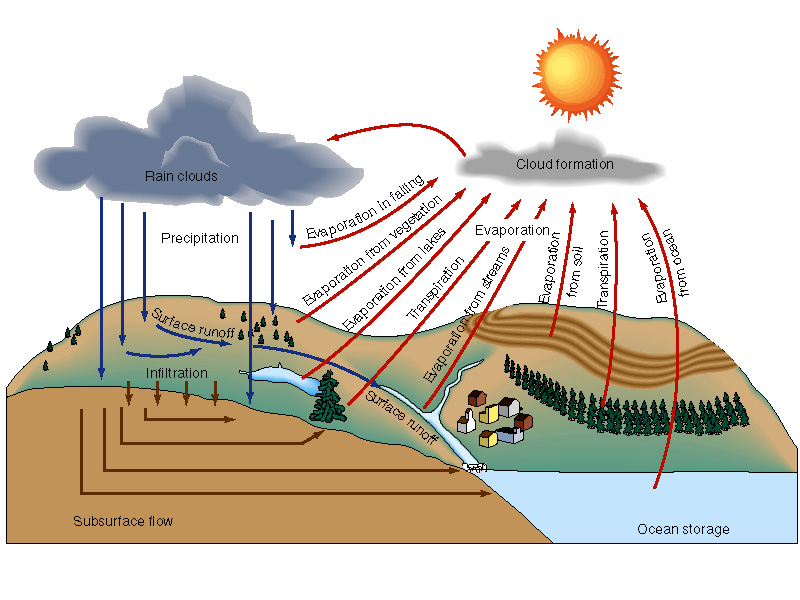 Cloud formation
Rain clouds
Evaporation in falling
Precipitation
Evaporation from vegetation
Evaporation
Evaporation from lakes
Transpiration
Evaporation from streams
Evaporation
from soil
Transpiration
Evaporation
from ocean
Surface runoff
Infiltration
Surface runoff
Subsurface flow
Ocean storage